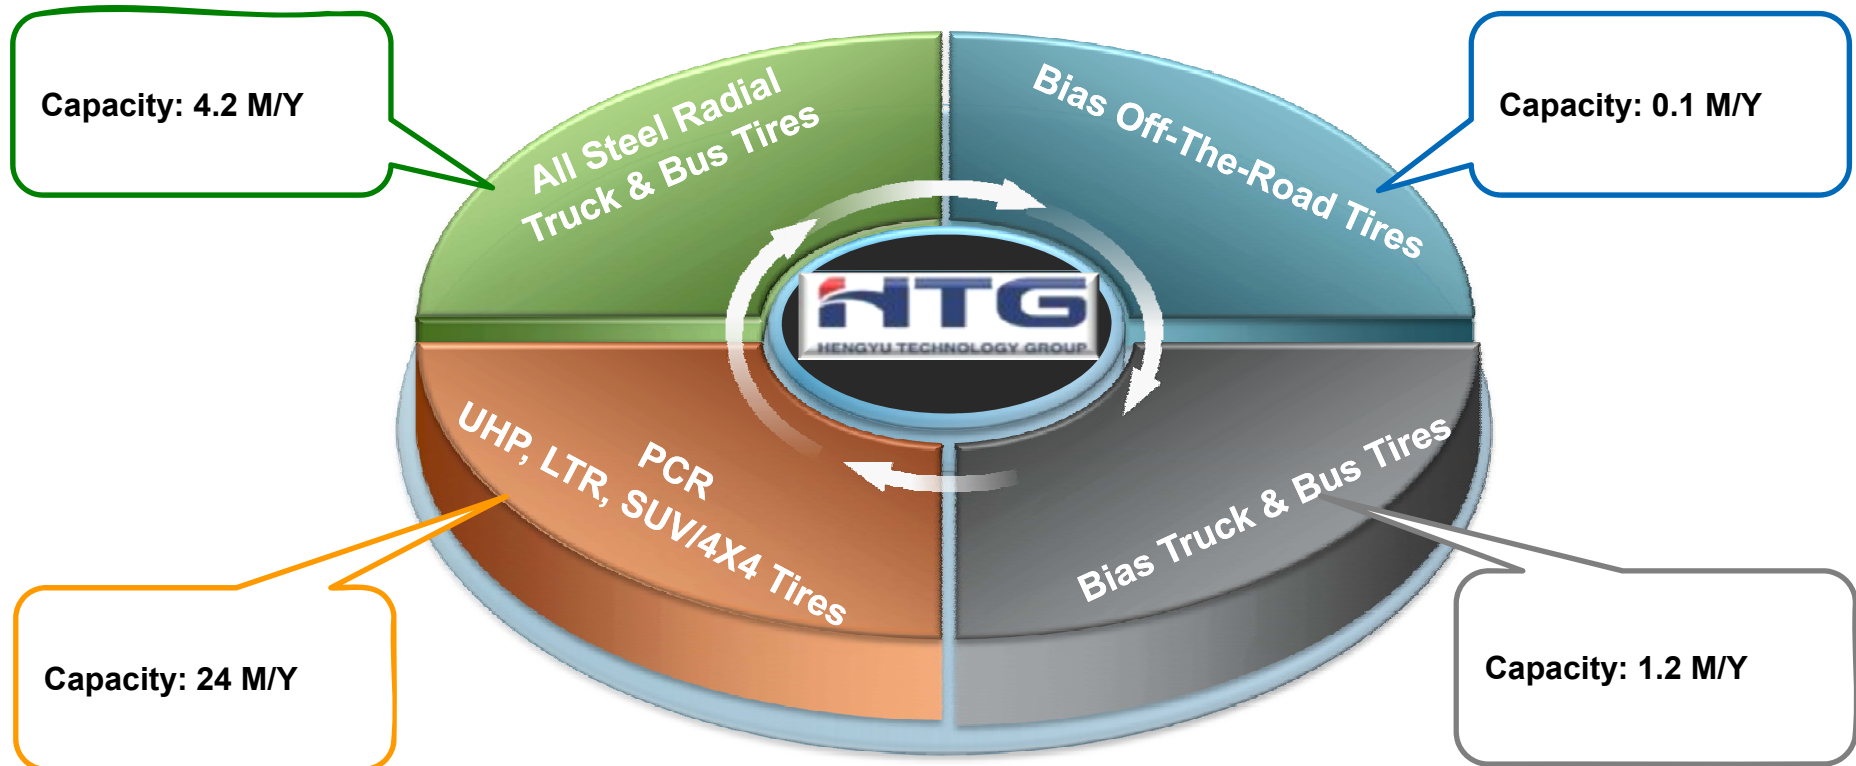 Capacity: 4.2 M/Y
All Steel Radial
Truck & Bus Tires
Bias Off-The-Road Tires
Capacity: 0.1 M/Y
HTG
HENGYU TECHNOLOGY GROUP
PCR
UHP, LTR, SUV/4X4 Tires
Bias Truck & Bus Tires
Capacity: 24 M/Y
Capacity: 1.2 M/Y